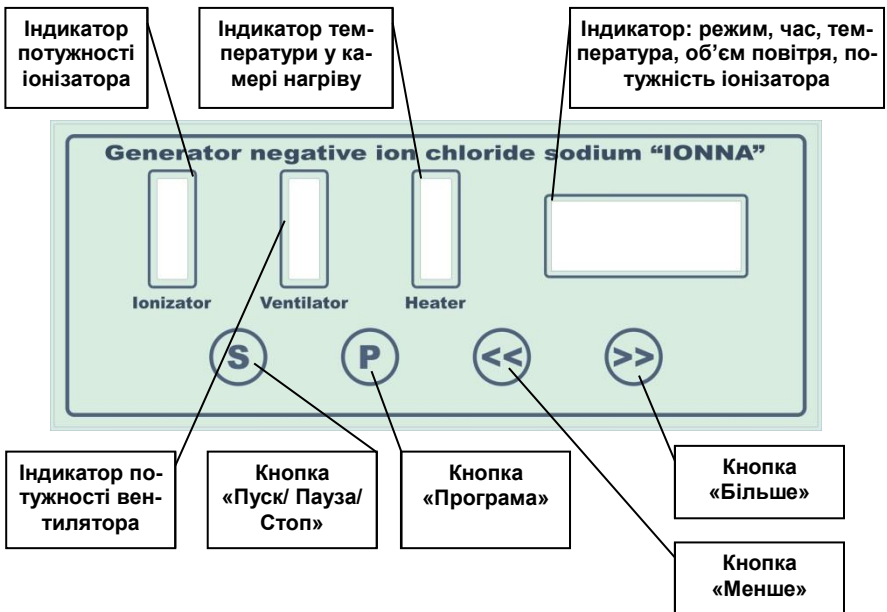 Індикатор
потужності
іонізатора
Індикатор тем-
ператури у ка-
мері нагріву
Індикатор: режим, час, тем-
пература, об’єм повітря, по-
тужність іонізатора
Generator negative ion chloride sodium “IONNA”
Ionizator
Ventilator
Heater
S
P
<<
>>
Індикатор по-
тужності вен-
тилятора
Кнопка
«Пуск/ Пауза/
Стоп»
Кнопка
«Програма»
Кнопка
«Більше»
Кнопка
«Менше»